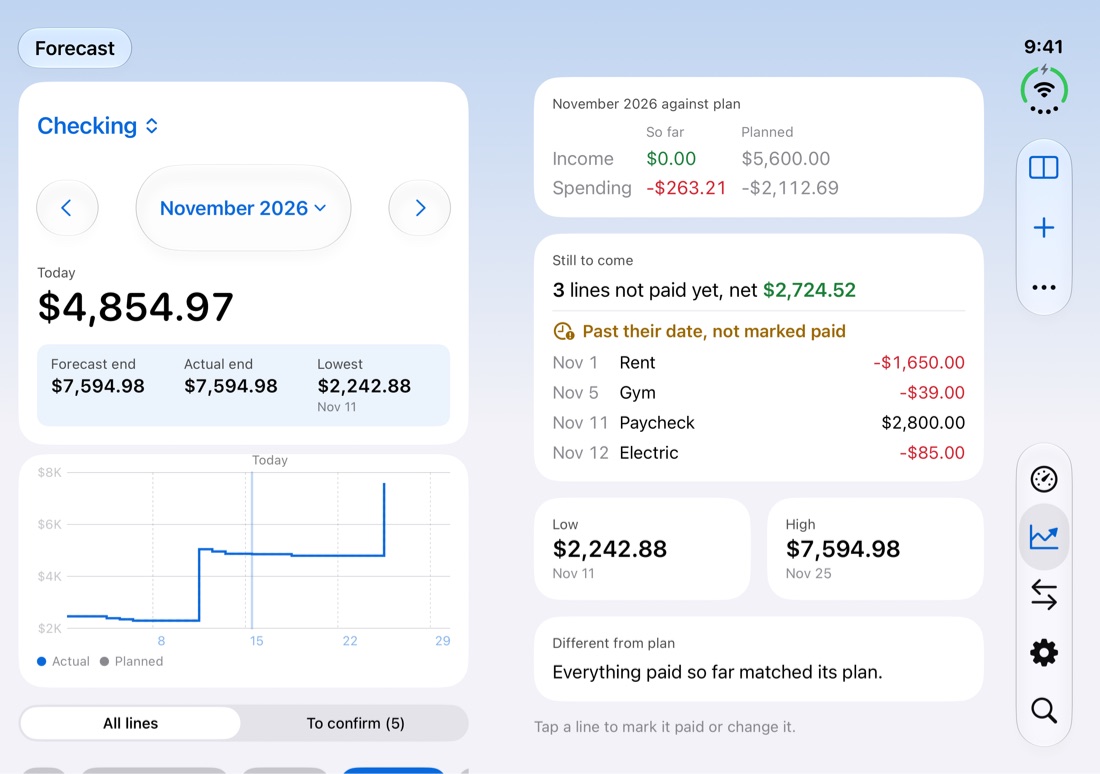 Forecast
9:41
Checking
November 2026
Today
$4,854.97
Forecast end Actual end Lowest
$7,594.98 $7,594.98 $2,242.88
Nov 11
Today
$8K
$6K
$4K
$2K
8 15 22 29
Actual Planned
All lines To confirm (5)
November 2026 against plan
So far Planned
Income $0.00 $5,600.00
Spending -$263.21 -$2,112.69
Still to come
3 lines not paid yet, net $2,724.52
Past their date, not marked paid
Nov 1 Rent -$1,650.00
Nov 5 Gym -$39.00
Nov 11 Paycheck $2,800.00
Nov 12 Electric -$85.00
Low
$2,242.88
Nov 11
High
$7,594.98
Nov 25
Different from plan
Everything paid so far matched its plan.
Tap a line to mark it paid or change it.